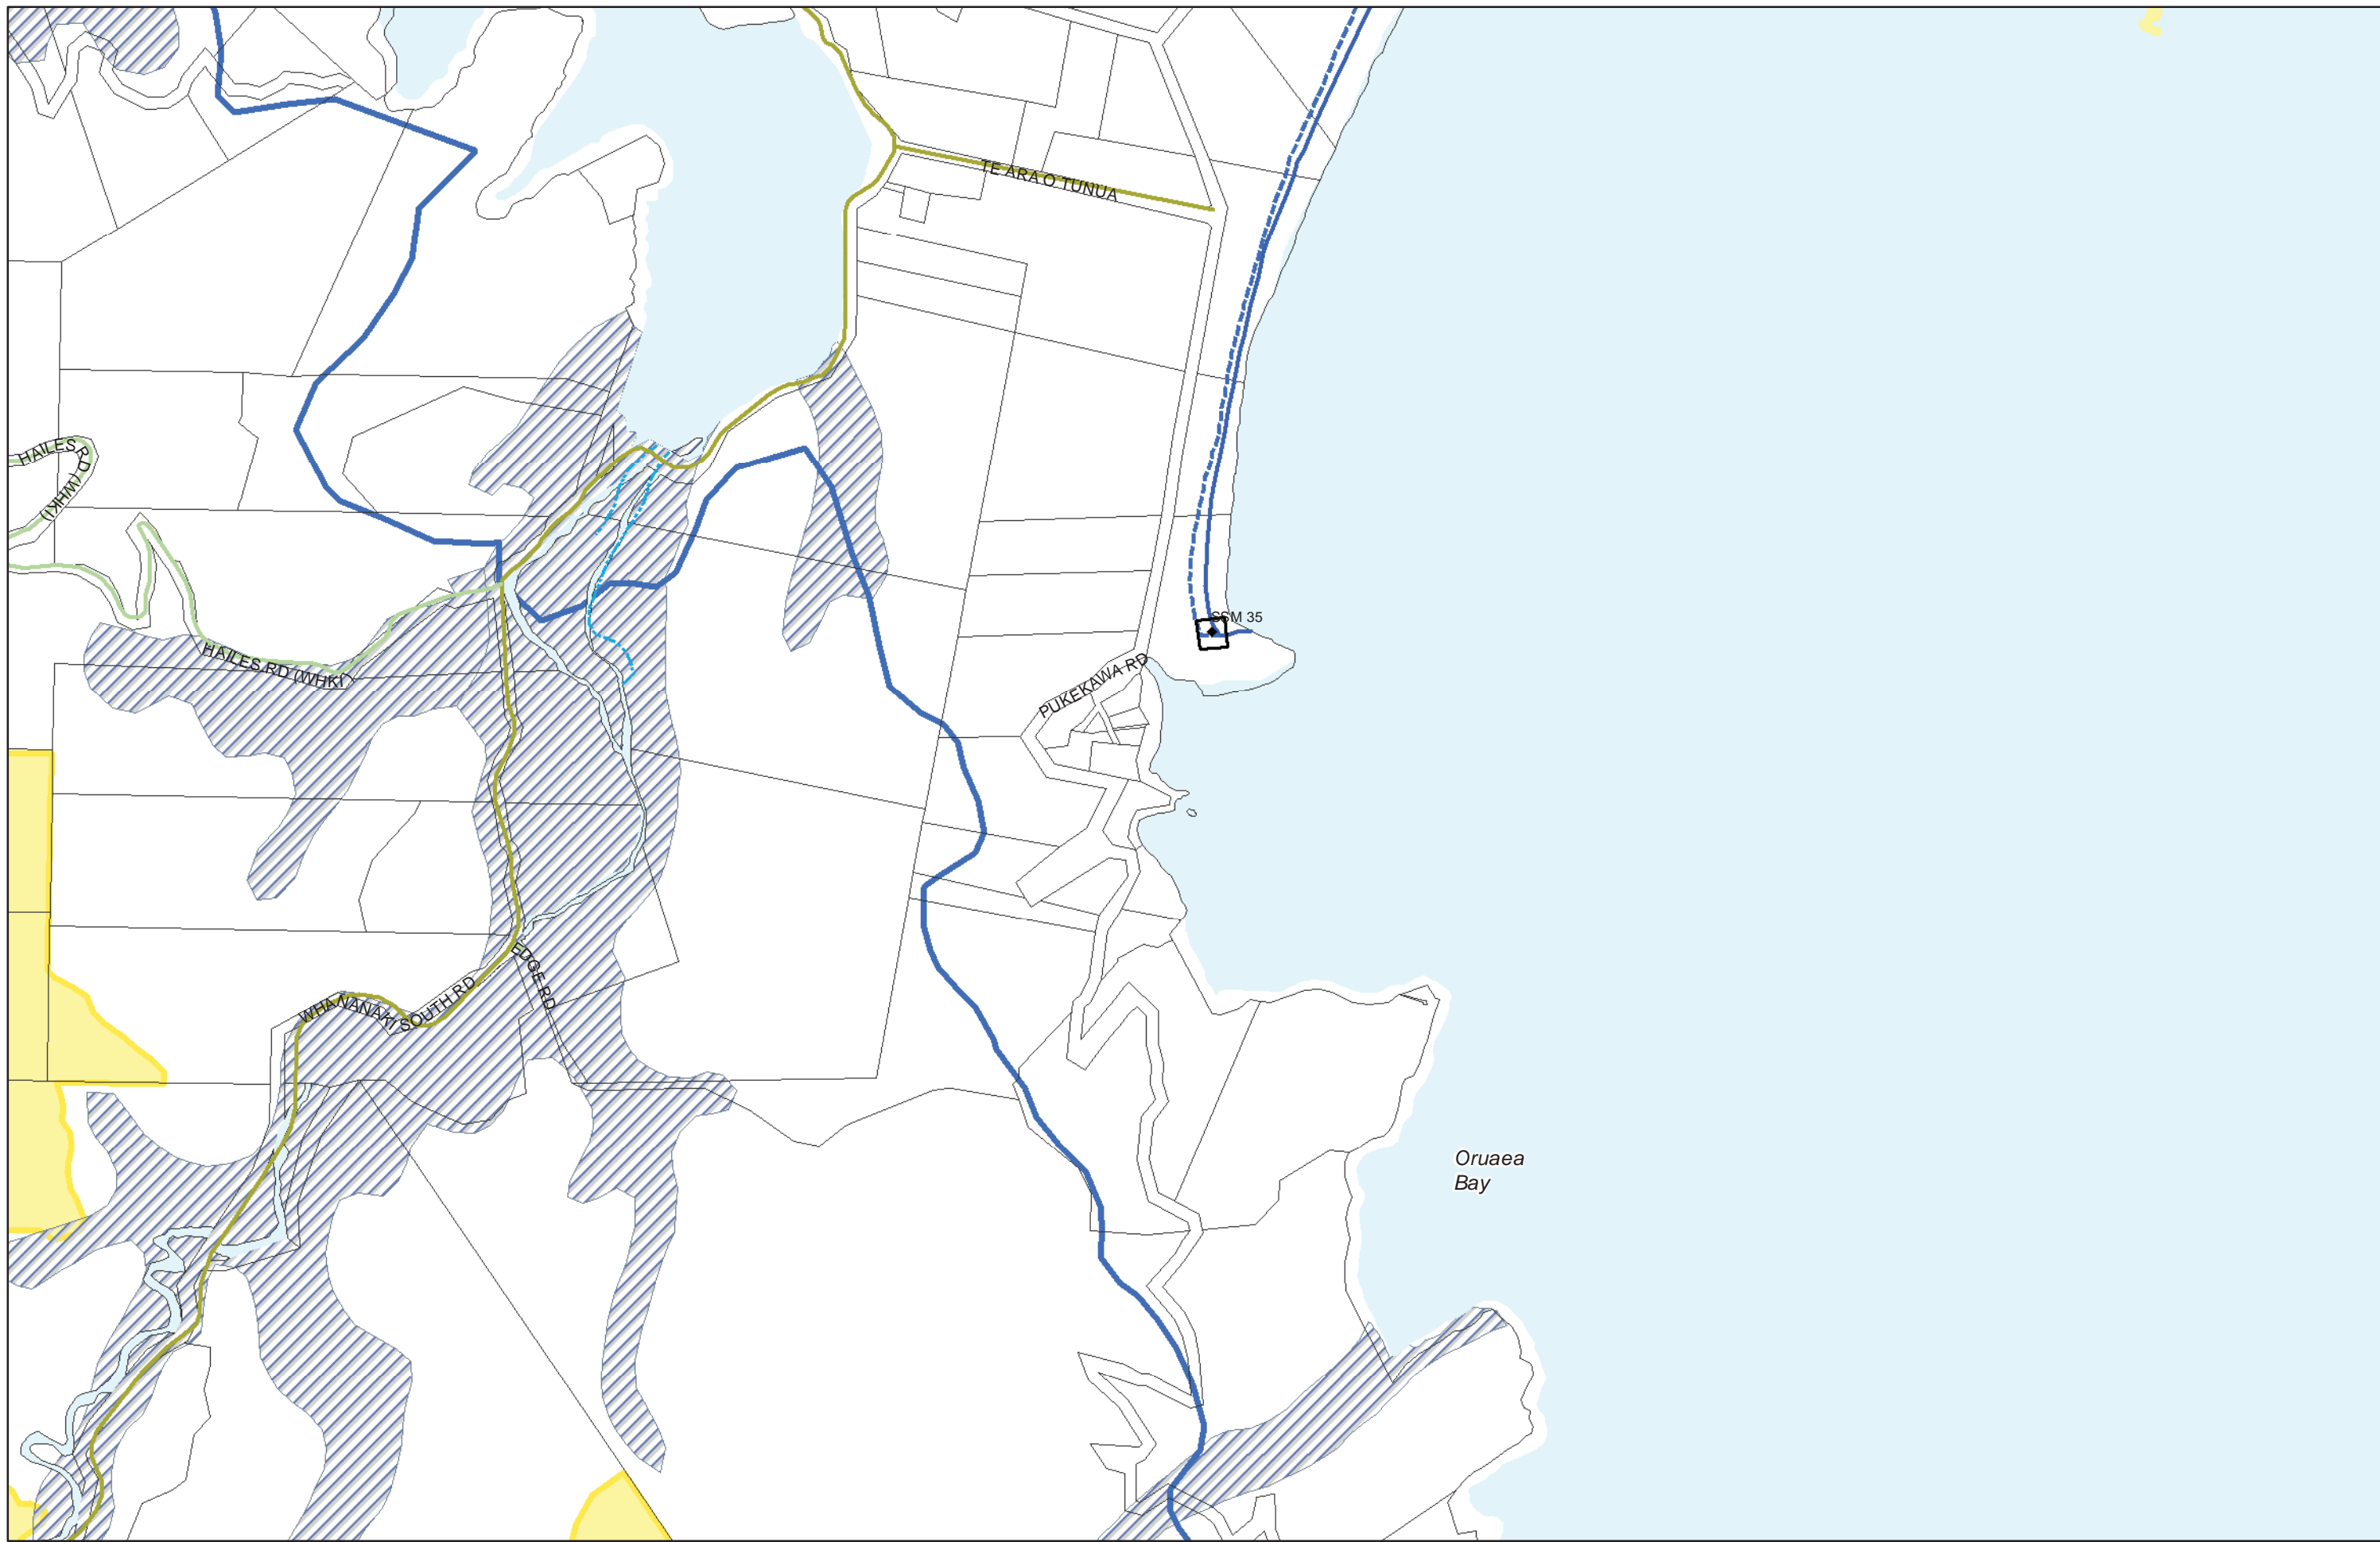 TE ARA O TUNUA
HAILES RD (WHKI)
SSM 35
HAILES RD (WHKI)
PUKEKAWA RD
EDGE RD
WHANANAKI SOUTH RD
Oruaea
Bay